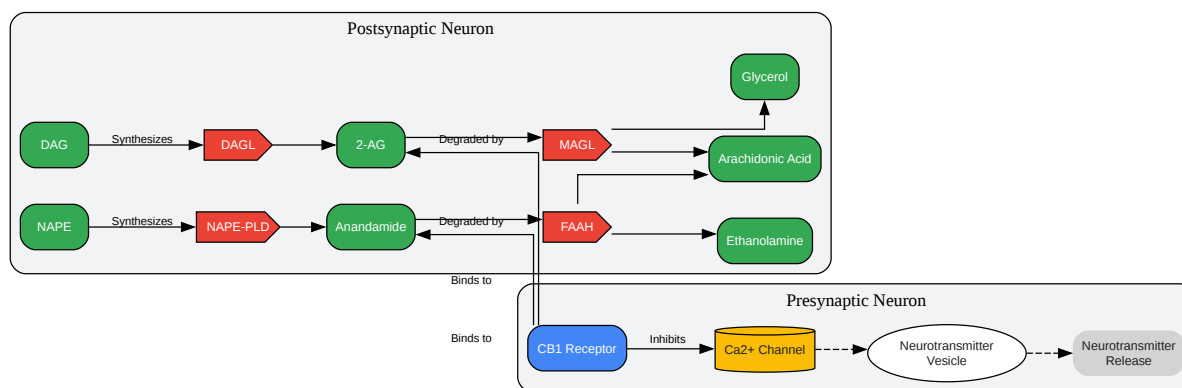 Postsynaptic Neuron
Glycerol
DAG
Synthesizes
DAGL
2-AG
Degraded by
MAGL
Arachidonic Acid
NAPE
Synthesizes
NAPE-PLD
Anandamide
Degraded by
FAAH
Ethanolamine
Binds to
Presynaptic Neuron
Binds to
CB1 Receptor
Inhibits
Ca2+ Channel
Neurotransmitter
Vesicle
Neurotransmitter
Release